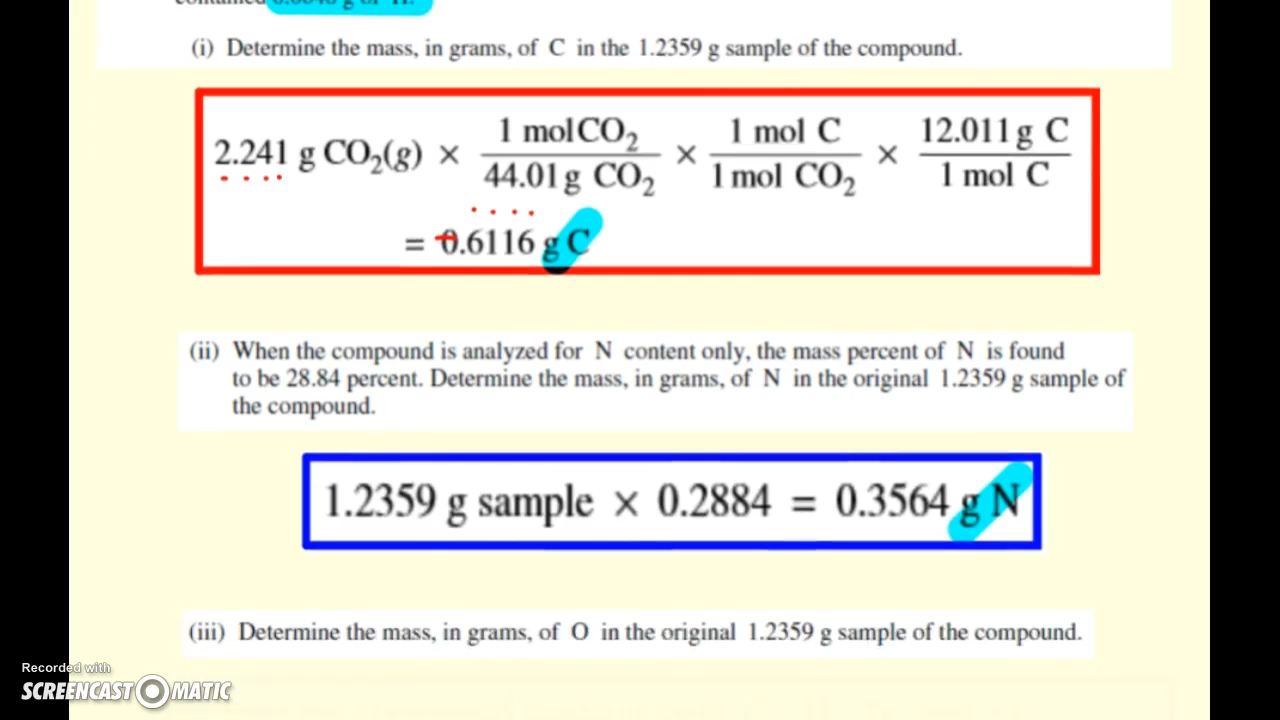 (i) Determine the mass, in grams, of C in the 1.2359 g sample of the compound.
2.241 g CO₂(g) × 1 mol CO₂ / 44.01 g CO₂ × 1 mol C / 1 mol CO₂ × 12.011 g C / 1 mol C
= 0.6116 g C
(ii) When the compound is analyzed for N content only, the mass percent of N is found
to be 28.84 percent. Determine the mass, in grams, of N in the original 1.2359 g sample of
the compound.
1.2359 g sample × 0.2884 = 0.3564 g N
(iii) Determine the mass, in grams, of O in the original 1.2359 g sample of the compound.
Recorded with
SCREENCAST O MATIC